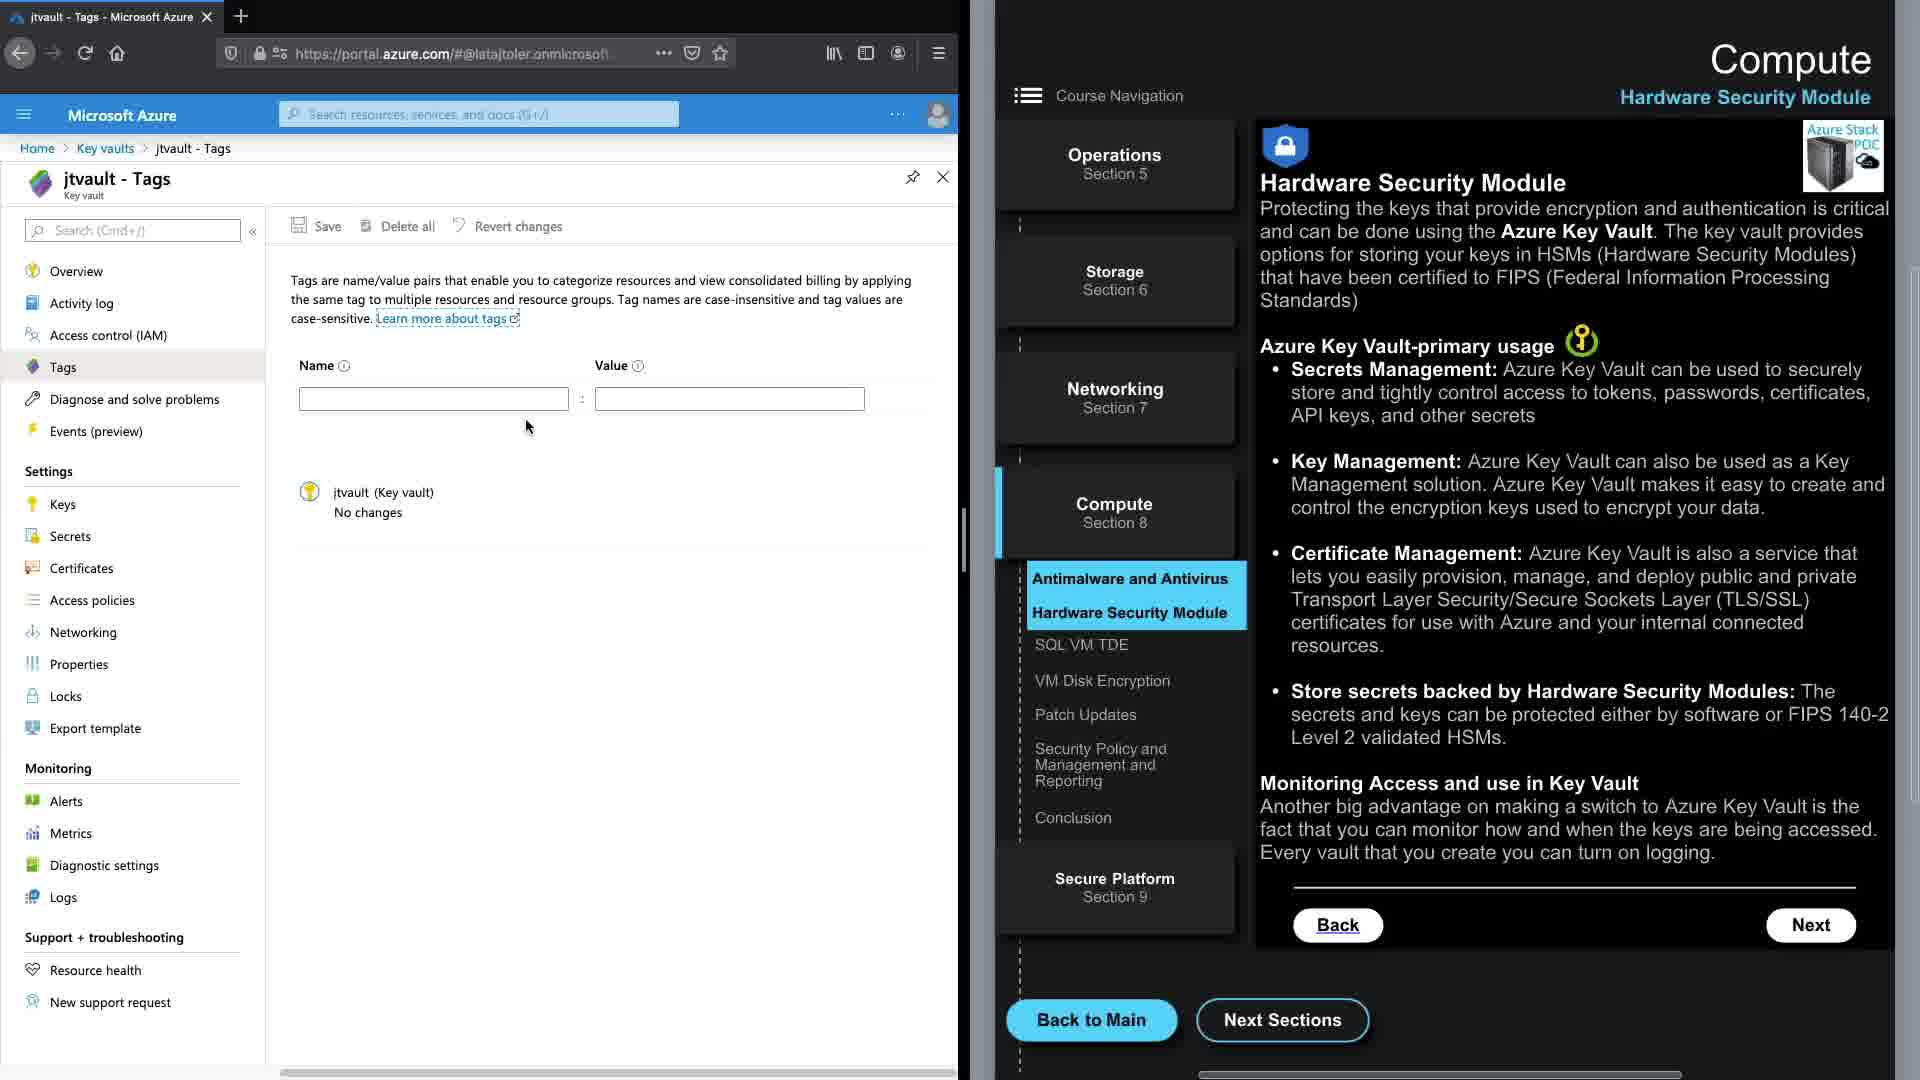 jtvault - Tags - Microsoft Azure
https://portal.azure.com/#@latajtoler.onmicrosoft
Microsoft Azure
Search resources, services, and docs (G+/)
Home > Key vaults > jtvault - Tags
jtvault - Tags
Key vault
Search (Cmd+/)
Overview
Activity log
Access control (IAM)
Tags
Diagnose and solve problems
Events (preview)
Settings
Keys
Secrets
Certificates
Access policies
Networking
Properties
Locks
Export template
Monitoring
Alerts
Metrics
Diagnostic settings
Logs
Support + troubleshooting
Resource health
New support request
Save Delete all Revert changes
Tags are name/value pairs that enable you to categorize resources and view consolidated billing by applying
the same tag to multiple resources and resource groups. Tag names are case-insensitive and tag values are
case-sensitive. Learn more about tags
Name Value
:
jtvault (Key vault)
No changes
Compute
Hardware Security Module
Course Navigation
Operations
Section 5
Storage
Section 6
Networking
Section 7
Compute
Section 8
Antimalware and Antivirus
Hardware Security Module
SQL VM TDE
VM Disk Encryption
Patch Updates
Security Policy and
Management and
Reporting
Conclusion
Secure Platform
Section 9
Back to Main
Next Sections
Azure Stack
POC
Hardware Security Module
Protecting the keys that provide encryption and authentication is critical
and can be done using the Azure Key Vault. The key vault provides
options for storing your keys in HSMs (Hardware Security Modules)
that have been certified to FIPS (Federal Information Processing
Standards)
Azure Key Vault-primary usage
• Secrets Management: Azure Key Vault can be used to securely
store and tightly control access to tokens, passwords, certificates,
API keys, and other secrets
• Key Management: Azure Key Vault can also be used as a Key
Management solution. Azure Key Vault makes it easy to create and
control the encryption keys used to encrypt your data.
• Certificate Management: Azure Key Vault is also a service that
lets you easily provision, manage, and deploy public and private
Transport Layer Security/Secure Sockets Layer (TLS/SSL)
certificates for use with Azure and your internal connected
resources.
• Store secrets backed by Hardware Security Modules: The
secrets and keys can be protected either by software or FIPS 140-2
Level 2 validated HSMs.
Monitoring Access and use in Key Vault
Another big advantage on making a switch to Azure Key Vault is the
fact that you can monitor how and when the keys are being accessed.
Every vault that you create you can turn on logging.
Back
Next